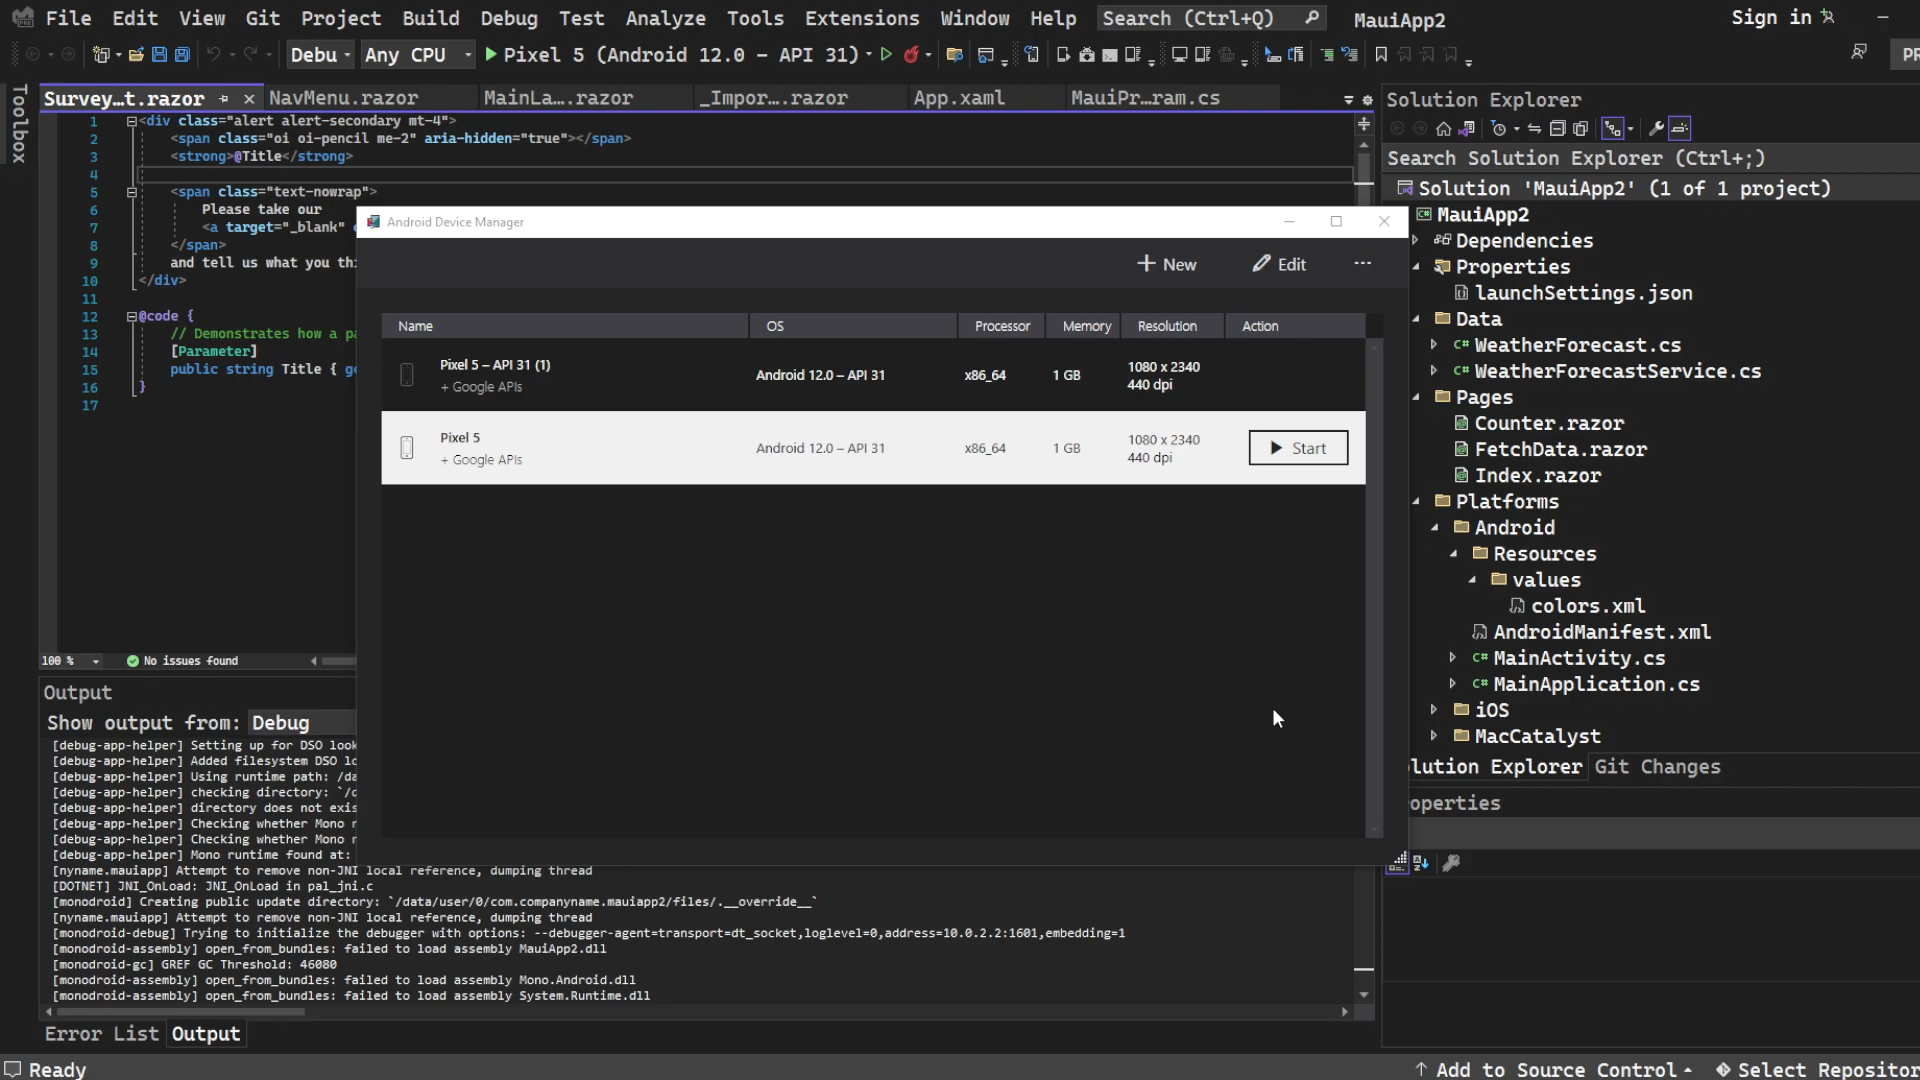 File Edit View Git Project Build Debug Test Analyze Tools Extensions Window Help Search (Ctrl+Q) MauiApp2 Sign in
Debu Any CPU Pixel 5 (Android 12.0 - API 31)
Toolbox
Survey…t.razor NavMenu.razor MainLa….razor _Impor….razor App.xaml MauiPr…ram.cs
1 <div class="alert alert-secondary mt-4">
2 <span class="oi oi-pencil me-2" aria-hidden="true"></span>
3 <strong>@Title</strong>
4
5 <span class="text-nowrap">
6 Please take our
7 <a target="_blank"
8 </span>
9 and tell us what you thi
10 </div>
11
12 @code {
13 // Demonstrates how a pa
14 [Parameter]
15 public string Title { ge
16 }
17
100 % No issues found
Android Device Manager
New Edit ...
Name OS Processor Memory Resolution Action
Pixel 5 – API 31 (1)
+ Google APIs
Android 12.0 – API 31 x86_64 1 GB
1080 x 2340
440 dpi
Pixel 5
+ Google APIs
Android 12.0 – API 31 x86_64 1 GB
1080 x 2340
440 dpi
Start
Output
Show output from: Debug
[debug-app-helper] Setting up for DSO look
[debug-app-helper] Added filesystem DSO lo
[debug-app-helper] Using runtime path: /da
[debug-app-helper] checking directory: `/d
[debug-app-helper] directory does not exis
[debug-app-helper] Checking whether Mono r
[debug-app-helper] Checking whether Mono r
[debug-app-helper] Mono runtime found at:
[nyname.mauiapp] Attempt to remove non-JNI local reference, dumping thread
[DOTNET] JNI_OnLoad: JNI_OnLoad in pal_jni.c
[monodroid] Creating public update directory: `/data/user/0/com.companyname.mauiapp2/files/.__override__`
[nyname.mauiapp] Attempt to remove non-JNI local reference, dumping thread
[monodroid-debug] Trying to initialize the debugger with options: --debugger-agent=transport=dt_socket,loglevel=0,address=10.0.2.2:1601,embedding=1
[monodroid-assembly] open_from_bundles: failed to load assembly MauiApp2.dll
[monodroid-gc] GREF GC Threshold: 46080
[monodroid-assembly] open_from_bundles: failed to load assembly Mono.Android.dll
[monodroid-assembly] open_from_bundles: failed to load assembly System.Runtime.dll
Error List Output
Ready
Solution Explorer
Search Solution Explorer (Ctrl+;)
Solution 'MauiApp2' (1 of 1 project)
MauiApp2
Dependencies
Properties
launchSettings.json
Data
C# WeatherForecast.cs
C# WeatherForecastService.cs
Pages
Counter.razor
FetchData.razor
Index.razor
Platforms
Android
Resources
values
colors.xml
AndroidManifest.xml
C# MainActivity.cs
C# MainApplication.cs
iOS
MacCatalyst
lution Explorer Git Changes
operties
Add to Source Control Select Repositor